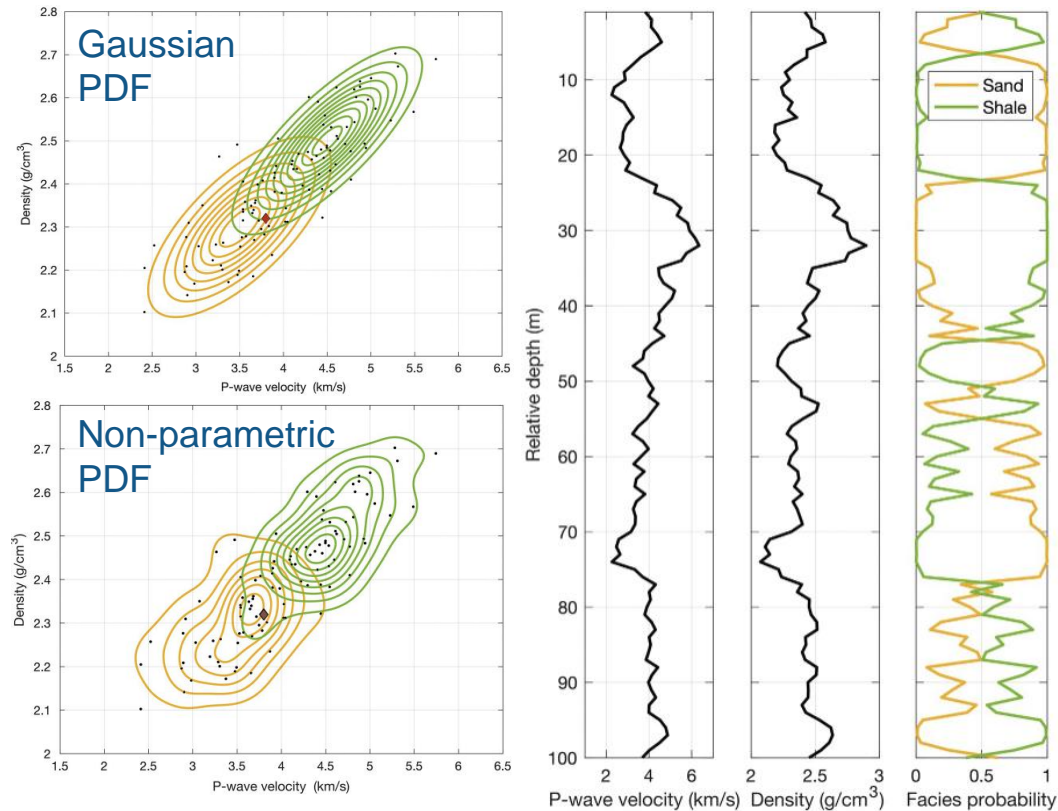 Gaussian
PDF
2.8
2.7
2.6
2.5
2.4
2.3
2.2
2.1
2
Density (g/cm³)
1.5 2 2.5 3 3.5 4 4.5 5 5.5 6 6.5
P-wave velocity (km/s)
Non-parametric
PDF
2.8
2.7
2.6
2.5
2.4
2.3
2.2
2.1
2
Density (g/cm³)
1.5 2 2.5 3 3.5 4 4.5 5 5.5 6 6.5
P-wave velocity (km/s)
Relative depth (m)
10
20
30
40
50
60
70
80
90
100
2 4 6
P-wave velocity (km/s)
2 2.5 3
Density (g/cm³)
Sand
Shale
0 0.5 1
Facies probability